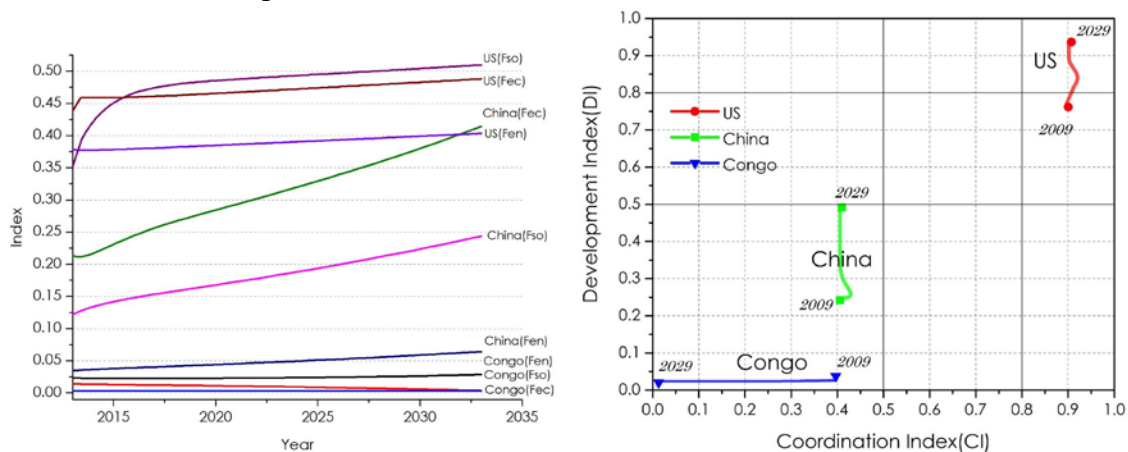 US(Fso)
0.50
US(Fec)
0.45
China(Fec)
0.40
US(Fen)
0.35
0.30
0.25
China(Fso)
0.20
0.15
0.10
China(Fen)
0.05
Congo(Fen)
Congo(Fso)
0.00
Congo(Fec)
Index
2015 2020 2025 2030 2035
Year
1.0
2029
0.9
US
0.8
US
2009
China
0.7
Congo
0.6
0.5
2029
0.4
China
0.3
2009
0.2
0.1
2029 Congo 2009
0.0
Development Index(DI)
0.0 0.1 0.2 0.3 0.4 0.5 0.6 0.7 0.8 0.9 1.0
Coordination Index(CI)